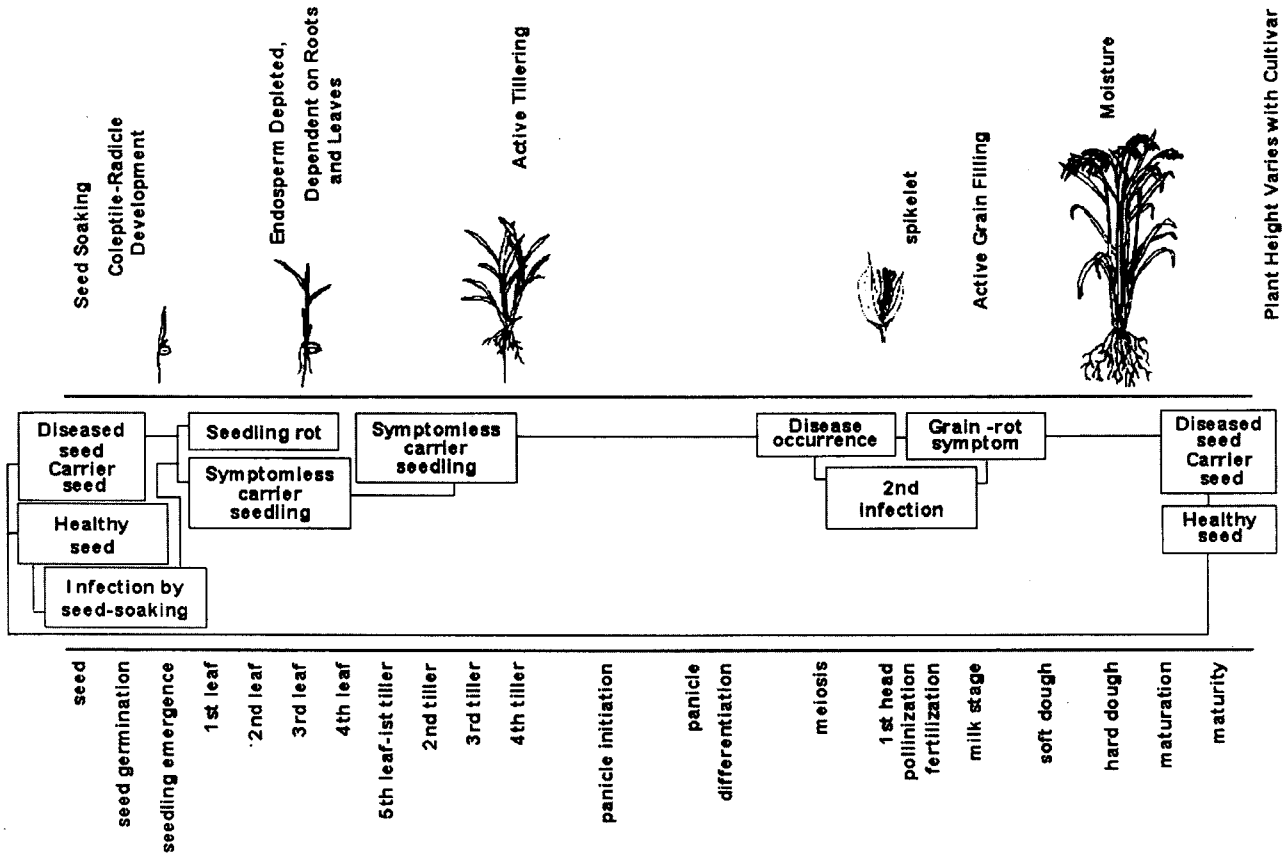 Seed Soaking
Coleptile-Radicle
Development
Endosperm Depleted,
Dependent on Roots
and Leaves
Active Tillering
spikelet
Active Grain Filling
Moisture
Plant Height Varies with Cultivar
Diseased
seed
Carrier
seed
Healthy
seed
Infection by
seed-soaking
Seedling rot
Symptomless
carrier
seedling
Symptomless
carrier
seedling
Disease
occurrence
Grain -rot
symptom
2nd
infection
Diseased
seed
Carrier
seed
Healthy
seed
seed
seed germination
seedling emergence
1st leaf
2nd leaf
3rd leaf
4th leaf
5th leaf-ist tiller
2nd tiller
3rd tiller
4th tiller
panicle initiation
panicle
differentiation
meiosis
1st head
pollinization
fertilization
milk stage
soft dough
hard dough
maturation
maturity